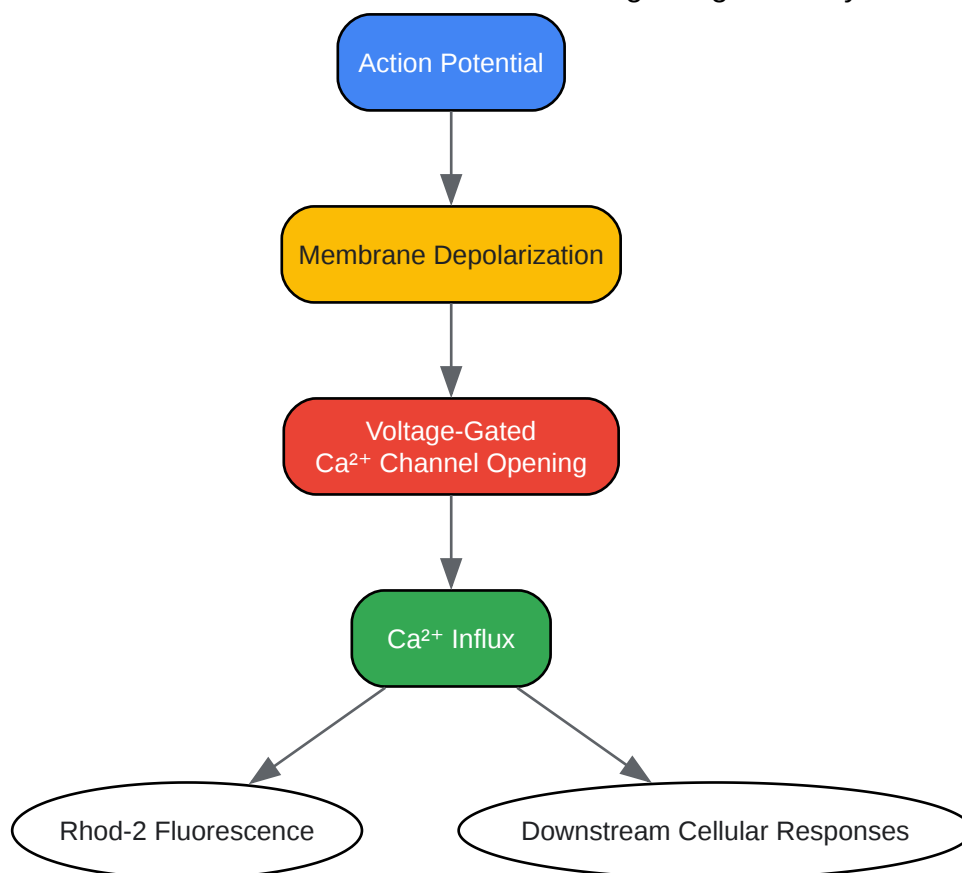 Action Potential
Membrane Depolarization
Voltage-Gated
Ca²⁺ Channel Opening
Ca²⁺ Influx
Rhod-2 Fluorescence
Downstream Cellular Responses